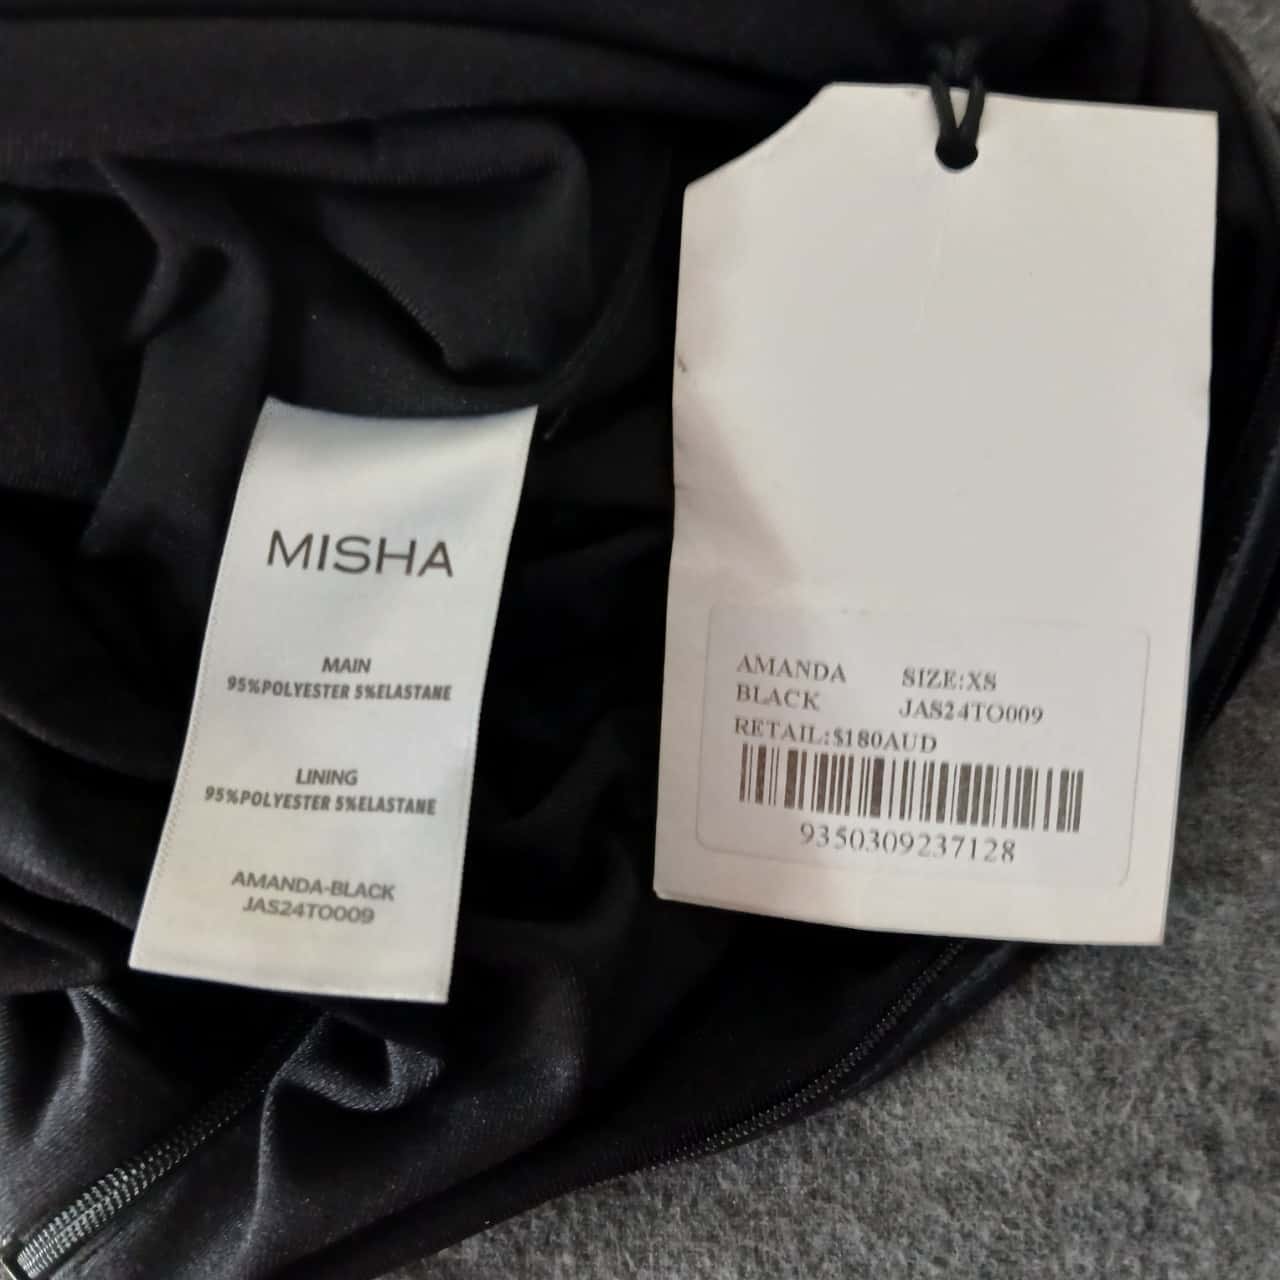 MISHA
MAIN
95%POLYESTER 5%ELASTANE
LINING
95%POLYESTER 5%ELASTANE
AMANDA-BLACK
JAS24TO009
AMANDA SIZE:XS
BLACK JAS24TO009
RETAIL:$180AUD
9350309237128